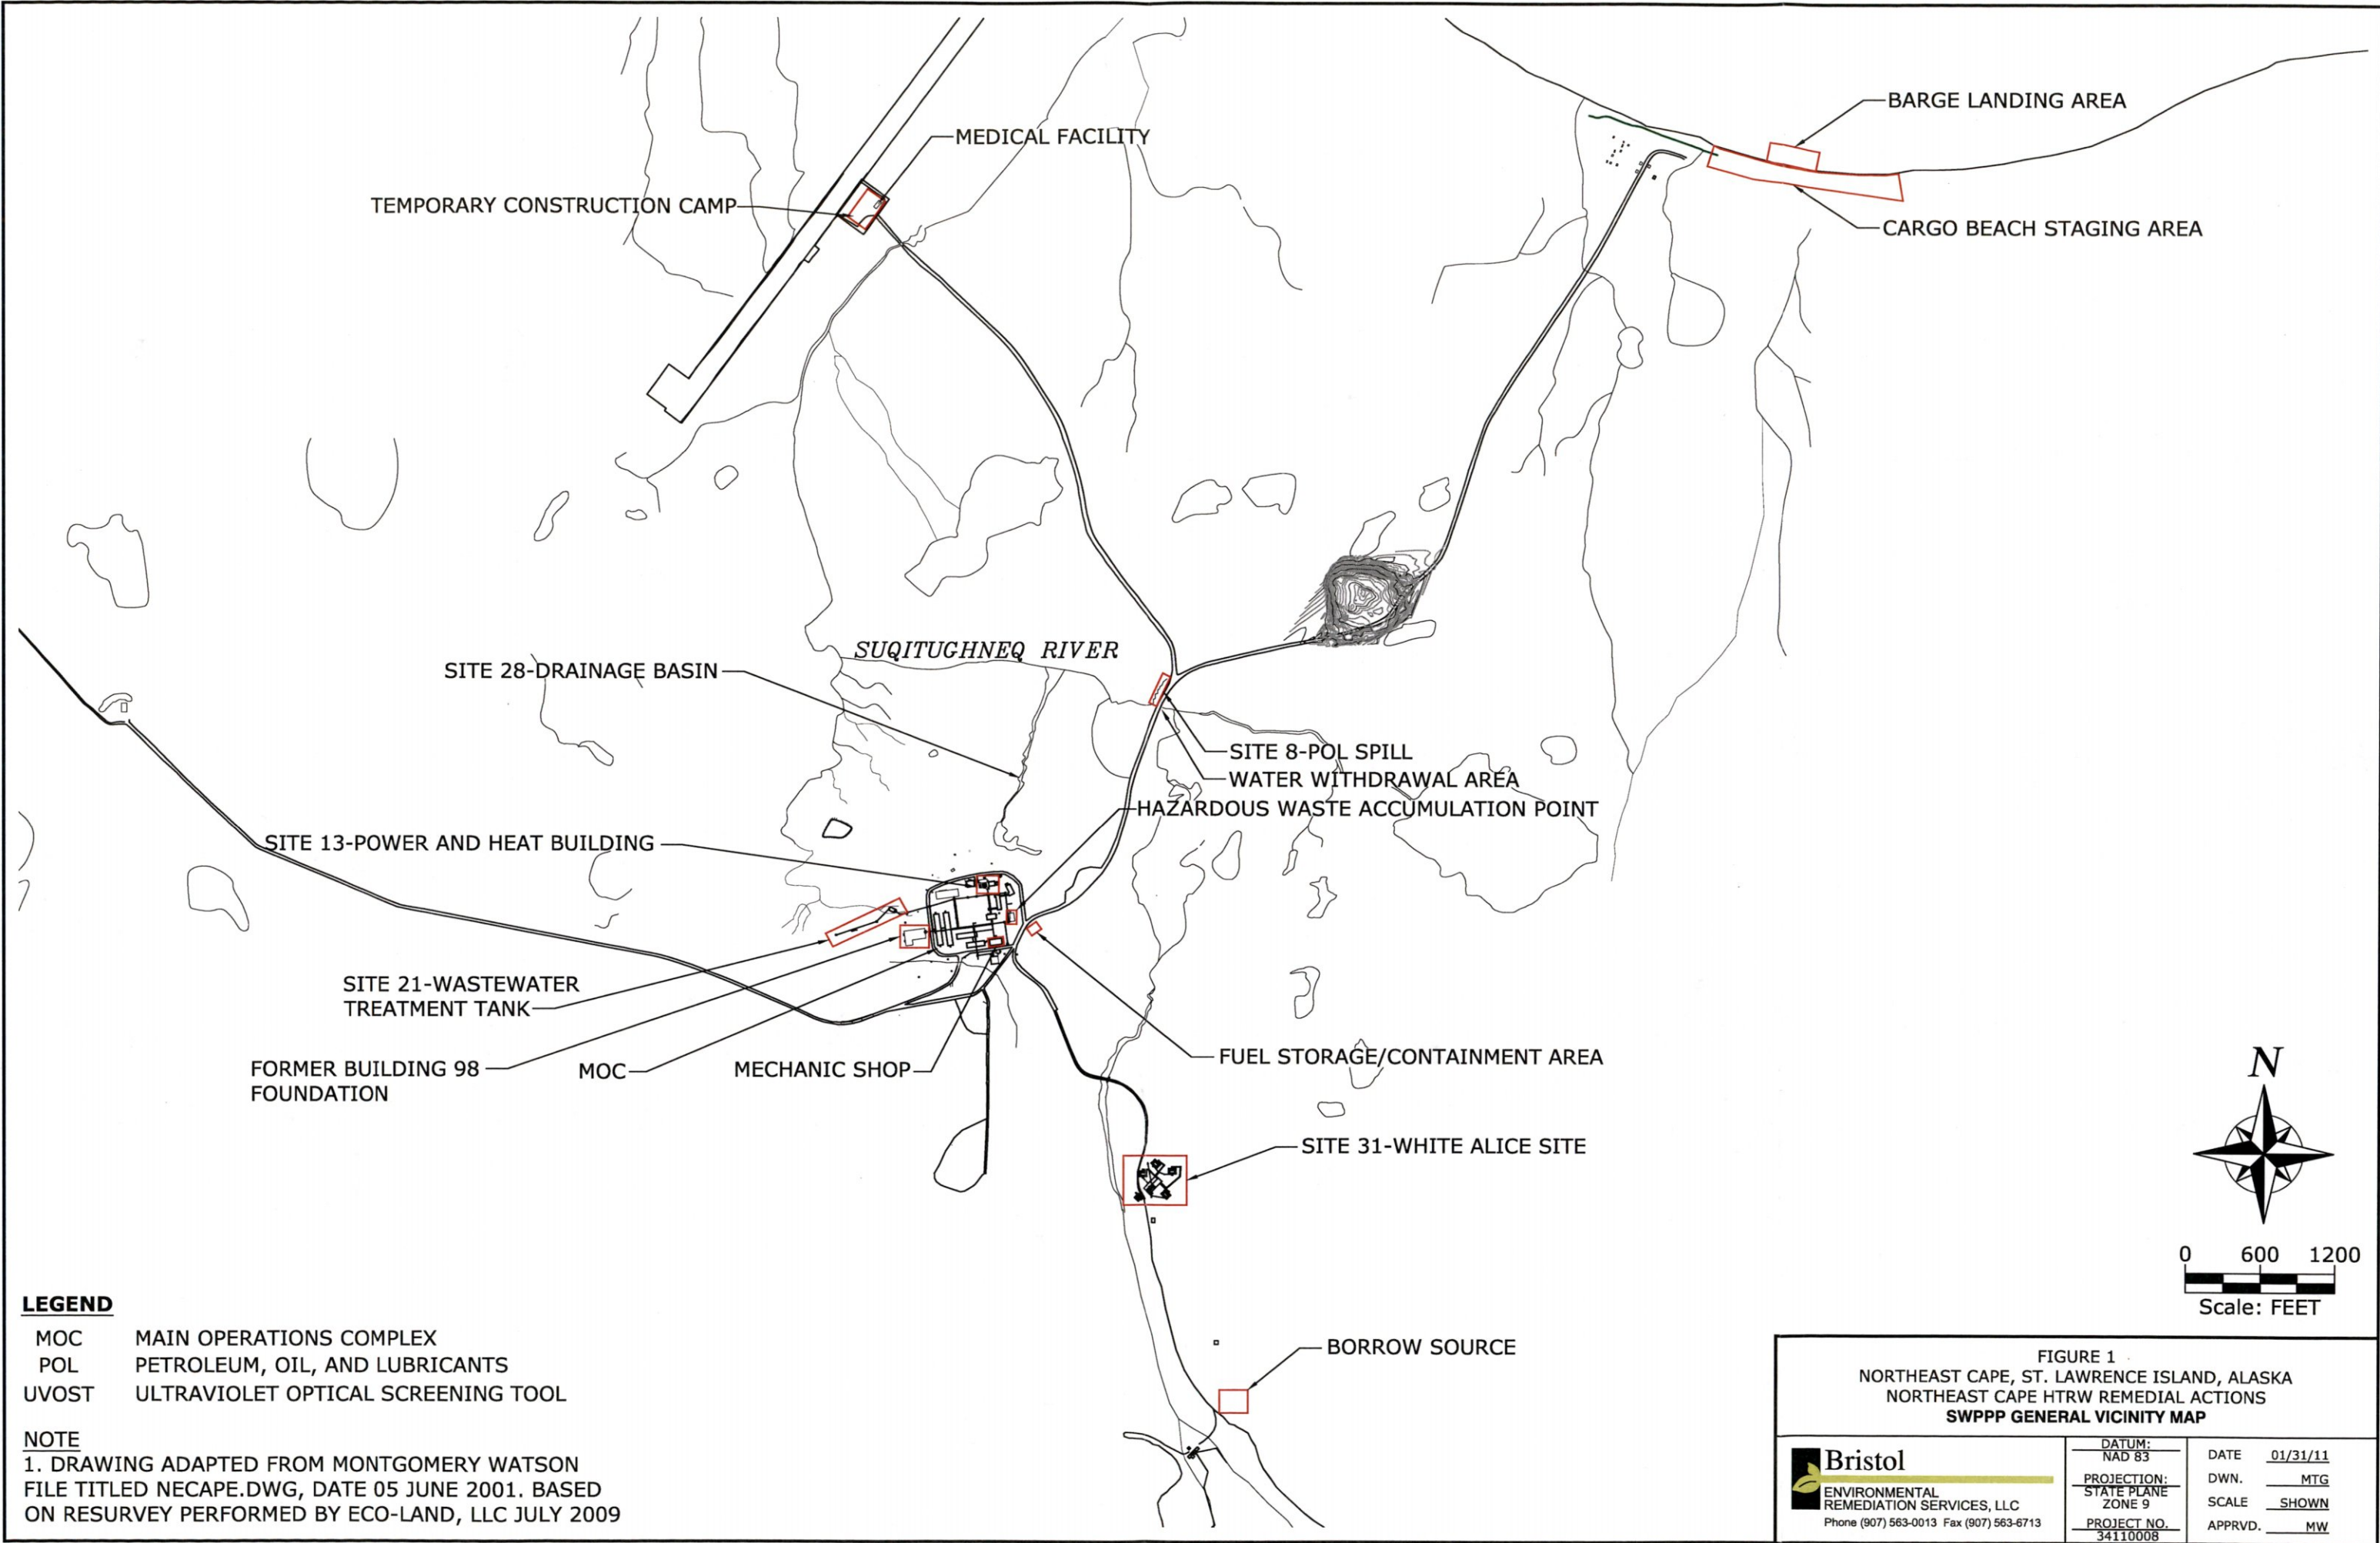 BARGE LANDING AREA
MEDICAL FACILITY
TEMPORARY CONSTRUCTION CAMP
CARGO BEACH STAGING AREA
SUQITUGHNEQ RIVER
SITE 28-DRAINAGE BASIN
SITE 8-POL SPILL
WATER WITHDRAWAL AREA
HAZARDOUS WASTE ACCUMULATION POINT
SITE 13-POWER AND HEAT BUILDING
SITE 21-WASTEWATER
TREATMENT TANK
FORMER BUILDING 98
FOUNDATION
MOC
MECHANIC SHOP
FUEL STORAGE/CONTAINMENT AREA
SITE 31-WHITE ALICE SITE
BORROW SOURCE
N
0 600 1200
Scale: FEET
LEGEND
MOC MAIN OPERATIONS COMPLEX
POL PETROLEUM, OIL, AND LUBRICANTS
UVOST ULTRAVIOLET OPTICAL SCREENING TOOL
NOTE
1. DRAWING ADAPTED FROM MONTGOMERY WATSON
FILE TITLED NECAPE.DWG, DATE 05 JUNE 2001. BASED
ON RESURVEY PERFORMED BY ECO-LAND, LLC JULY 2009
FIGURE 1
NORTHEAST CAPE, ST. LAWRENCE ISLAND, ALASKA
NORTHEAST CAPE HTRW REMEDIAL ACTIONS
SWPPP GENERAL VICINITY MAP
Bristol
ENVIRONMENTAL
REMEDIATION SERVICES, LLC
Phone (907) 563-0013 Fax (907) 563-6713
DATUM:
NAD 83
PROJECTION:
STATE PLANE
ZONE 9
PROJECT NO.
34110008
DATE 01/31/11
DWN. MTG
SCALE SHOWN
APPRVD. MW